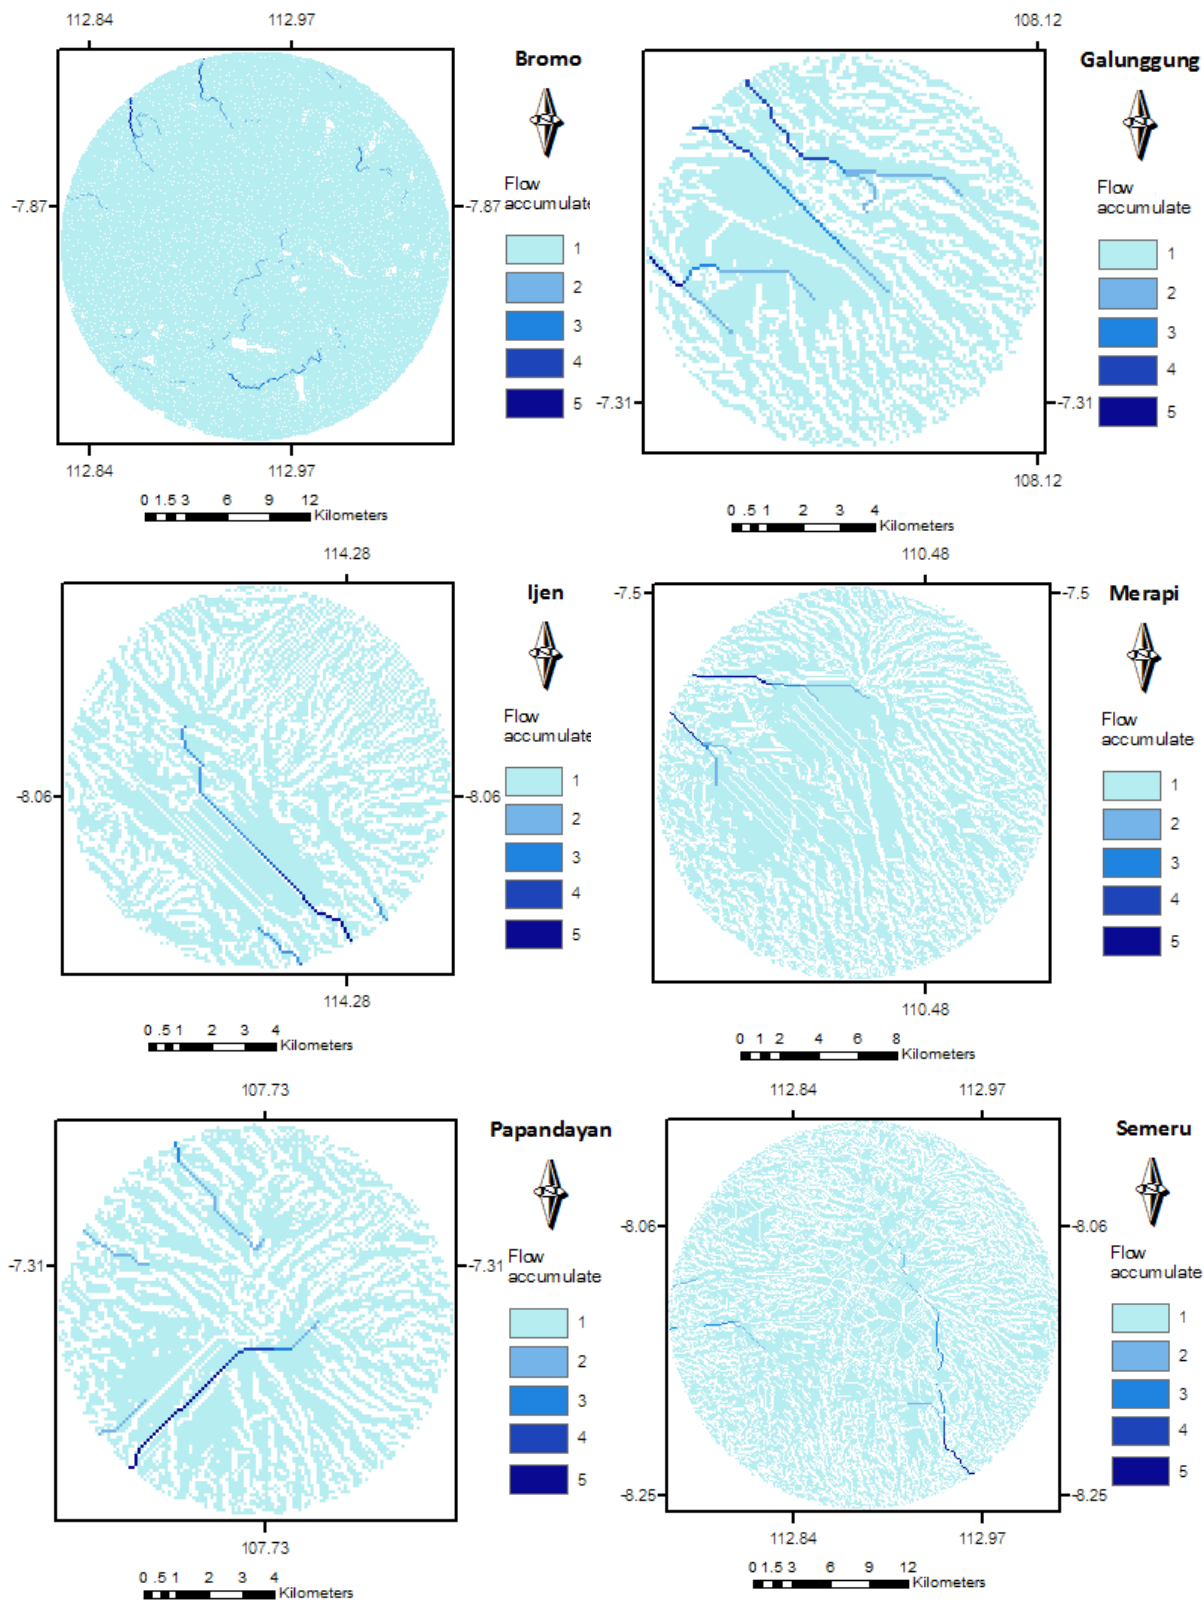 112.84 112.97
Bromo
N
Flow
accumulate
-7.87 -7.87
1
2
3
4
5
112.84 112.97
0 1.5 3 6 9 12
Kilometers
108.12
Galunggung
N
Flow
accumulate
1
2
3
4
5
-7.31 -7.31
108.12
0 .5 1 2 3 4
Kilometers
114.28
Ijen
N
Flow
accumulate
-8.06 -8.06
1
2
3
4
5
114.28
0 .5 1 2 3 4
Kilometers
110.48
-7.5 -7.5
Merapi
N
Flow
accumulate
1
2
3
4
5
110.48
0 1 2 4 6 8
Kilometers
107.73
Papandayan
N
Flow
accumulate
-7.31 -7.31
1
2
3
4
5
107.73
0 .5 1 2 3 4
Kilometers
112.84 112.97
Semeru
N
-8.06 -8.06
Flow
accumulate
1
2
3
4
5
-8.25 -8.25
112.84 112.97
0 1.5 3 6 9 12
Kilometers